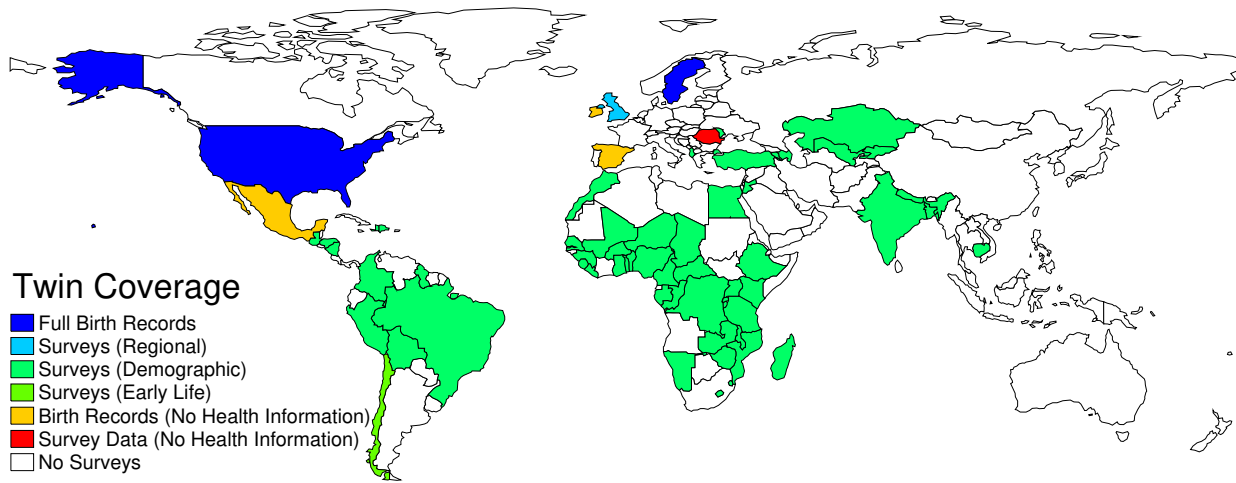 Twin Coverage
Full Birth Records
Surveys (Regional)
Surveys (Demographic)
Surveys (Early Life)
Birth Records (No Health Information)
Survey Data (No Health Information)
No Surveys